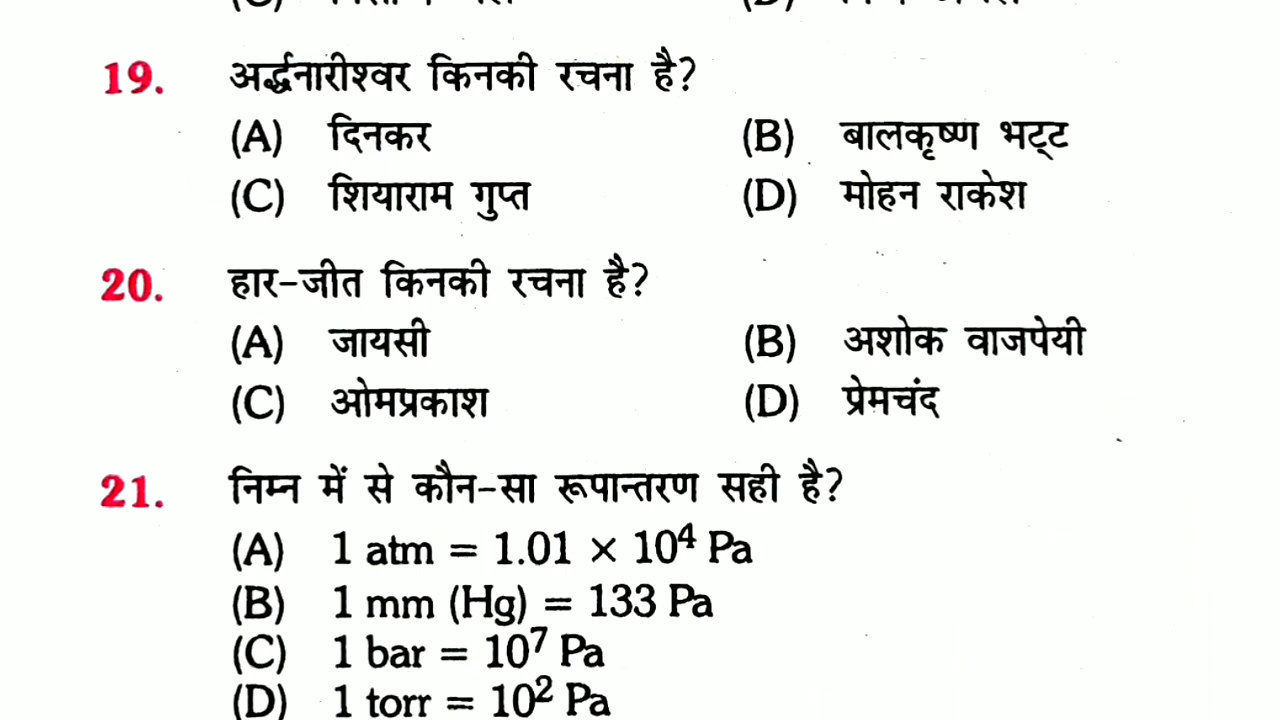 19. अर्द्धनारीश्वर किनकी रचना है?
(A) दिनकर (B) बालकृष्ण भट्ट
(C) शियाराम गुप्त (D) मोहन राकेश
20. हार-जीत किनकी रचना है?
(A) जायसी (B) अशोक वाजपेयी
(C) ओमप्रकाश (D) प्रेमचंद
21. निम्न में से कौन-सा रूपान्तरण सही है?
(A) 1 atm = 1.01 × 10⁴ Pa
(B) 1 mm (Hg) = 133 Pa
(C) 1 bar = 10⁷ Pa
(D) 1 torr = 10² Pa